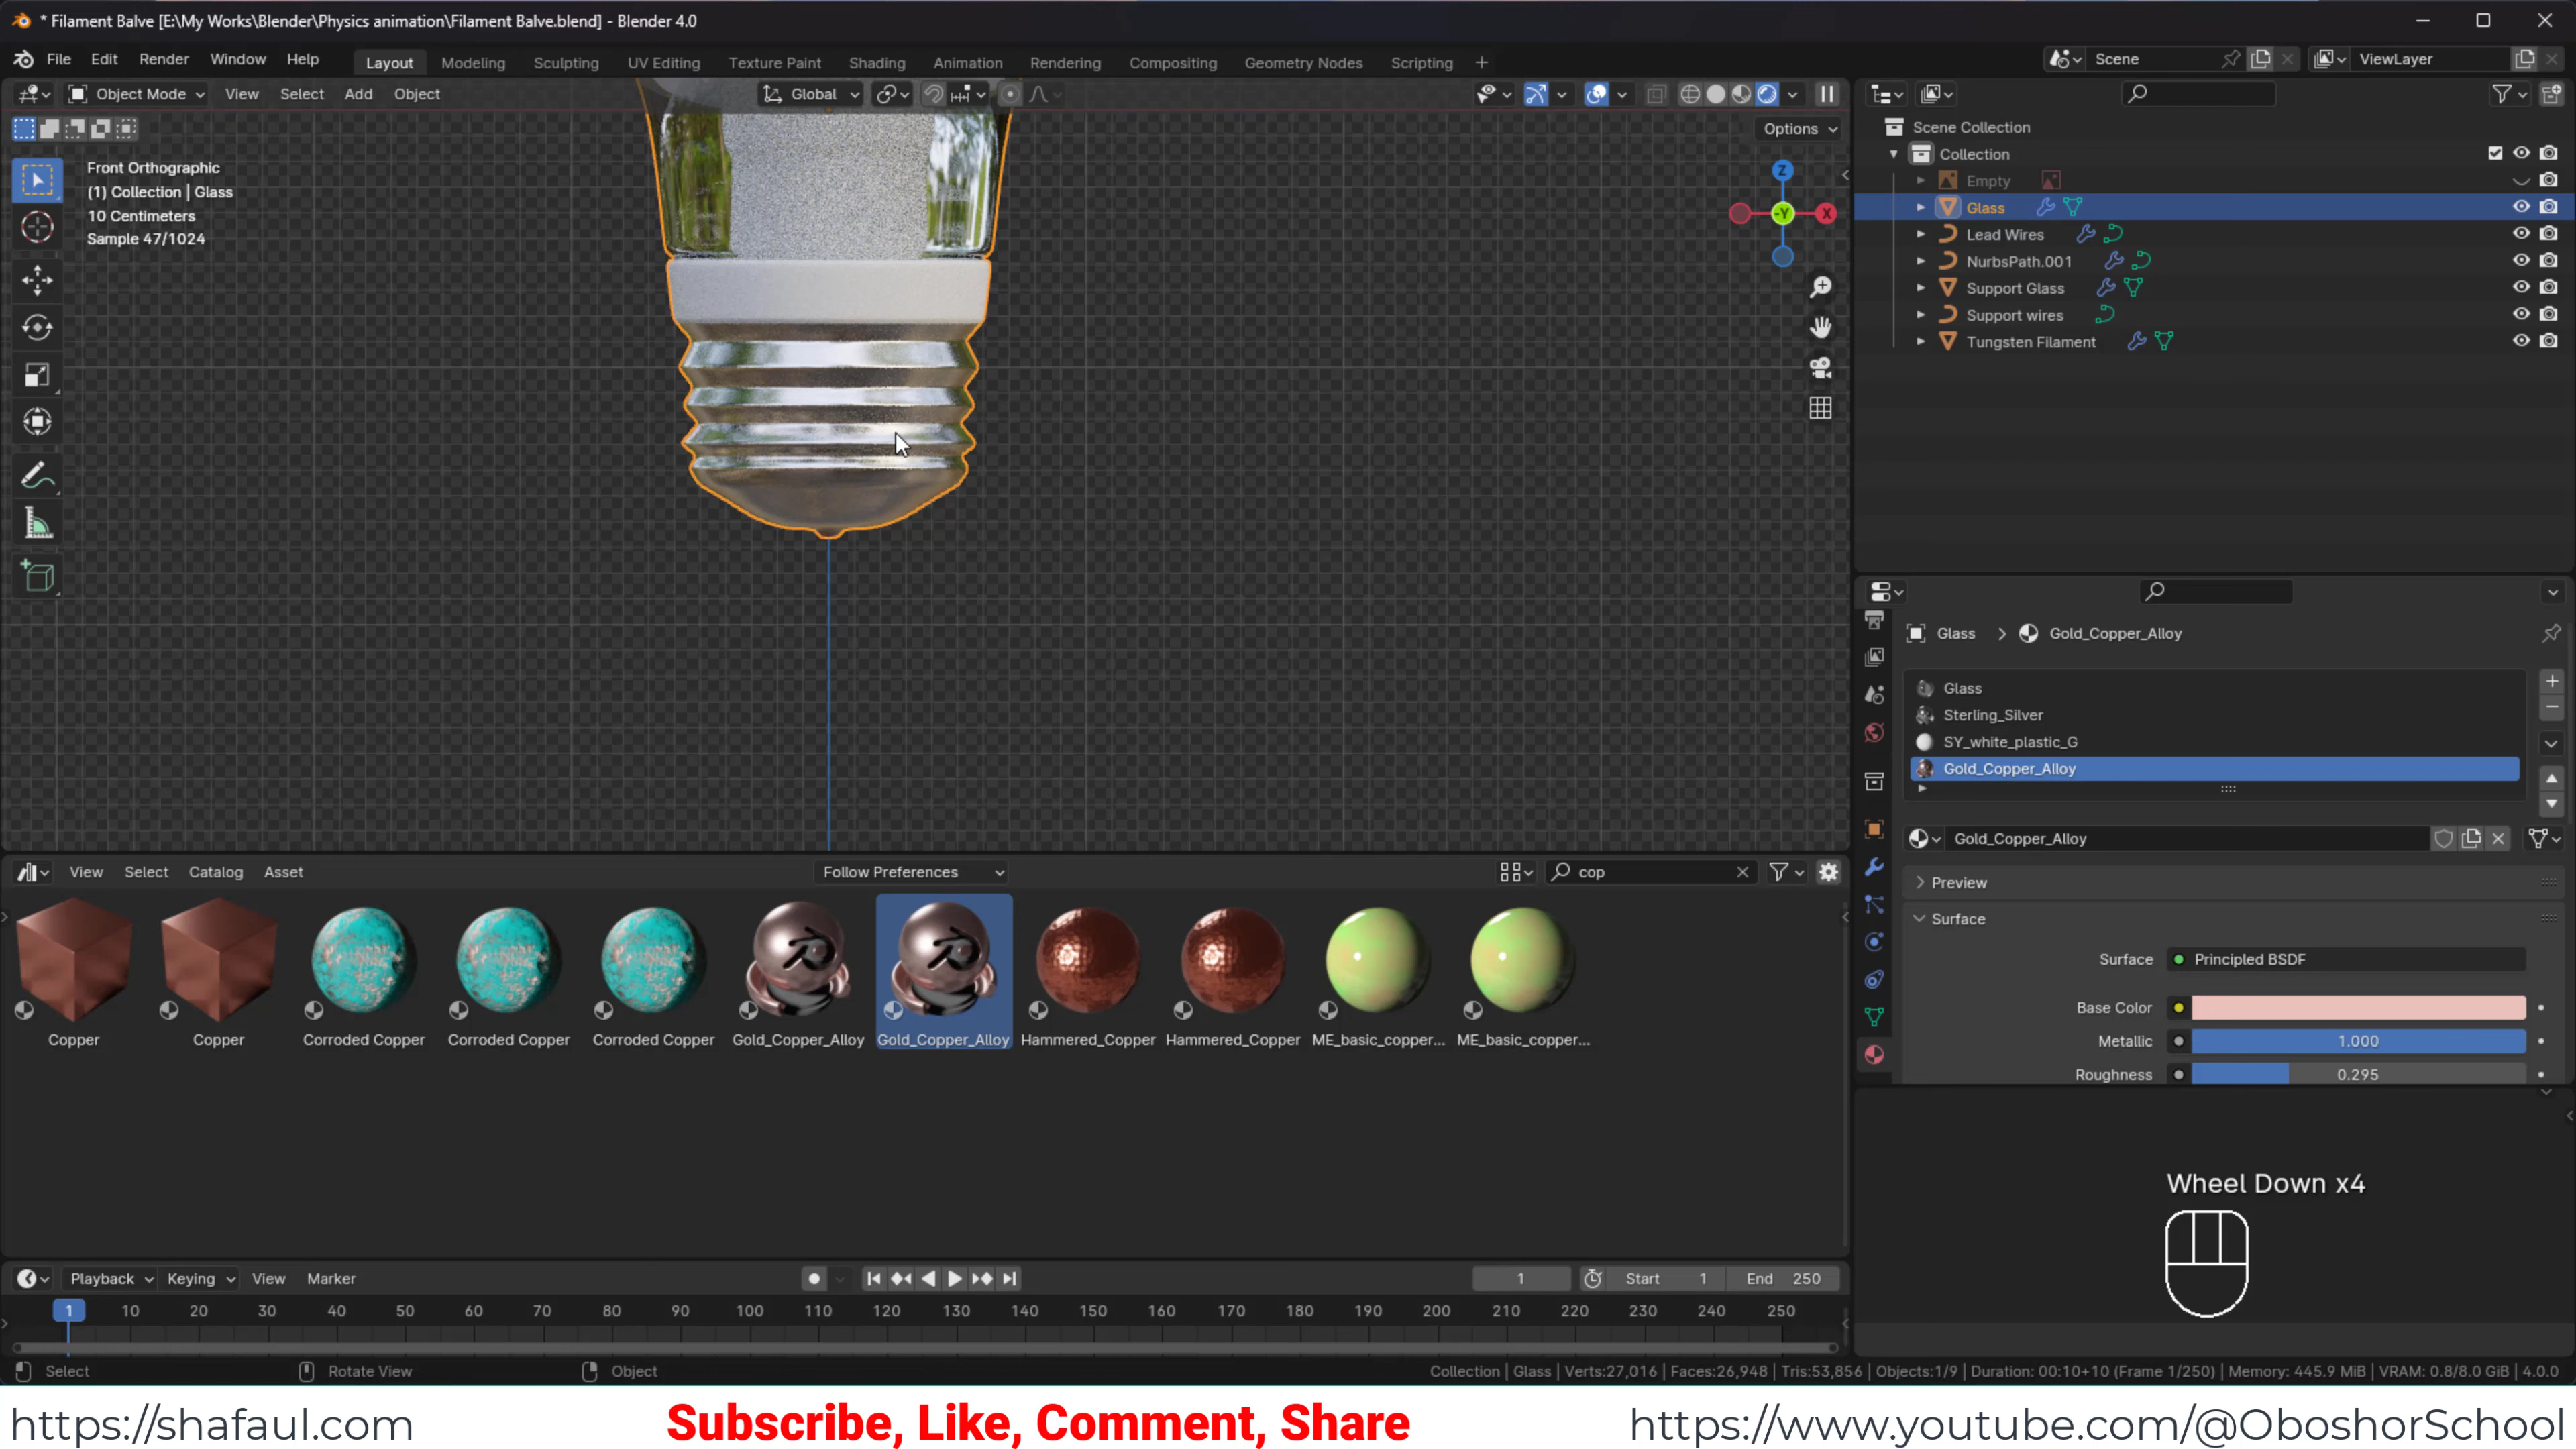 * Filament Balve [E:\My Works\Blender\Physics animation\Filament Balve.blend] - Blender 4.0
File Edit Render Window Help Layout Modeling Sculpting UV Editing Texture Paint Shading Animation Rendering Compositing Geometry Nodes Scripting + Scene ViewLayer
Object Mode View Select Add Object Global
Options
Front Orthographic
(1) Collection | Glass
10 Centimeters
Sample 47/1024
Z
-Y
X
Scene Collection
Collection
Empty
Glass
Lead Wires
NurbsPath.001
Support Glass
Support wires
Tungsten Filament
Glass > Gold_Copper_Alloy
Glass
Sterling_Silver
SY_white_plastic_G
Gold_Copper_Alloy
Gold_Copper_Alloy
Preview
Surface
Surface Principled BSDF
Base Color
Metallic 1.000
Roughness 0.295
View Select Catalog Asset Follow Preferences cop
Copper Copper Corroded Copper Corroded Copper Corroded Copper Gold_Copper_Alloy Gold_Copper_Alloy Hammered_Copper Hammered_Copper ME_basic_copper... ME_basic_copper...
Wheel Down x4
Playback Keying View Marker 1 Start 1 End 250
1 10 20 30 40 50 60 70 80 90 100 110 120 130 140 150 160 170 180 190 200 210 220 230 240 250
Select Rotate View Object Collection | Glass | Verts:27,016 | Faces:26,948 | Tris:53,856 | Objects:1/9 | Duration: 00:10+10 (Frame 1/250) | Memory: 445.9 MiB | VRAM: 0.8/8.0 GiB | 4.0.0
https://shafaul.com Subscribe, Like, Comment, Share https://www.youtube.com/@OboshorSchool